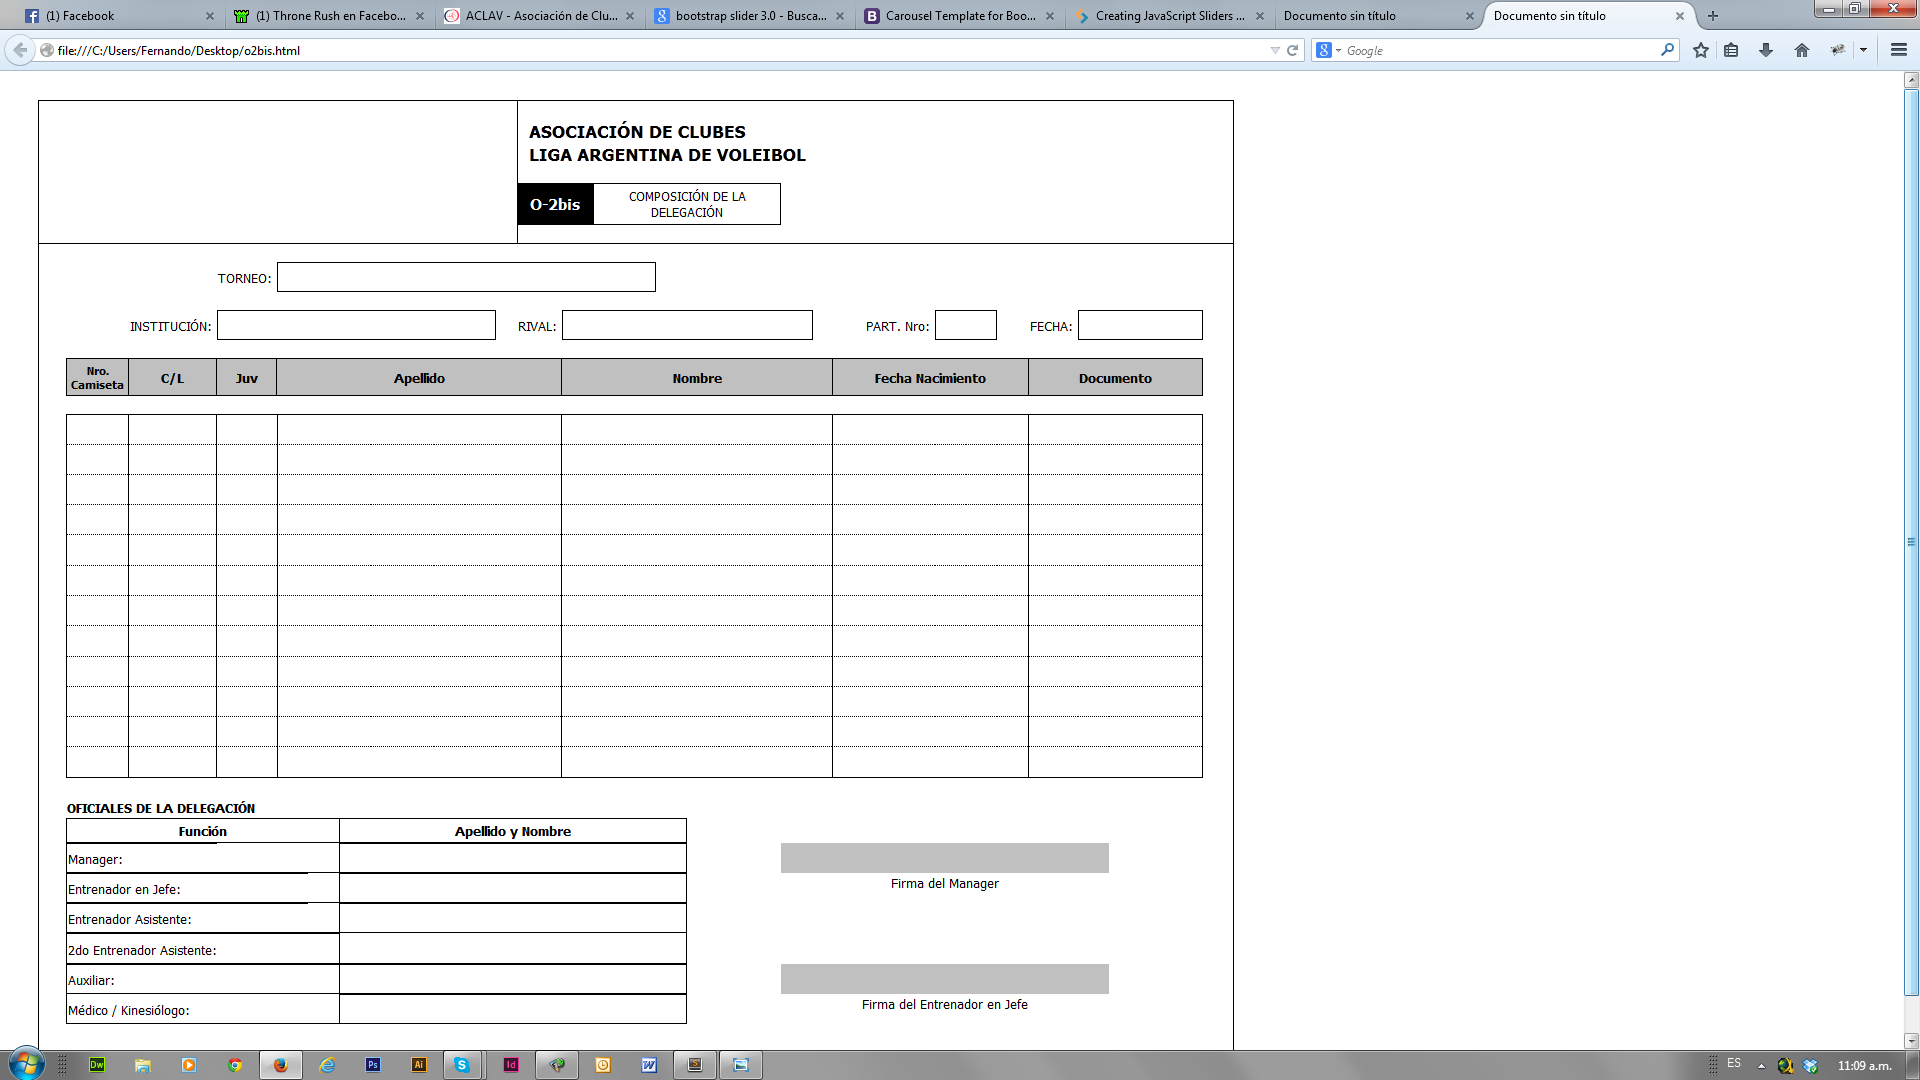 (1) Facebook
(1) Throne Rush en Facebo...
ACLAV - Asociación de Clu...
bootstrap slider 3.0 - Busca...
Carousel Template for Boo...
Creating JavaScript Sliders ...
Documento sin título
Documento sin título
file:///C:/Users/Fernando/Desktop/o2bis.html
Google
ASOCIACIÓN DE CLUBES
LIGA ARGENTINA DE VOLEIBOL
O-2bis
COMPOSICIÓN DE LA
DELEGACIÓN
TORNEO:
INSTITUCIÓN: RIVAL: PART. Nro: FECHA:
Nro.
Camiseta
C/L Juv Apellido Nombre Fecha Nacimiento Documento
OFICIALES DE LA DELEGACIÓN
Función Apellido y Nombre
Manager:
Firma del Manager
Entrenador en Jefe:
Entrenador Asistente:
2do Entrenador Asistente:
Auxiliar:
Firma del Entrenador en Jefe
Médico / Kinesiólogo:
ES
11:09 a.m.